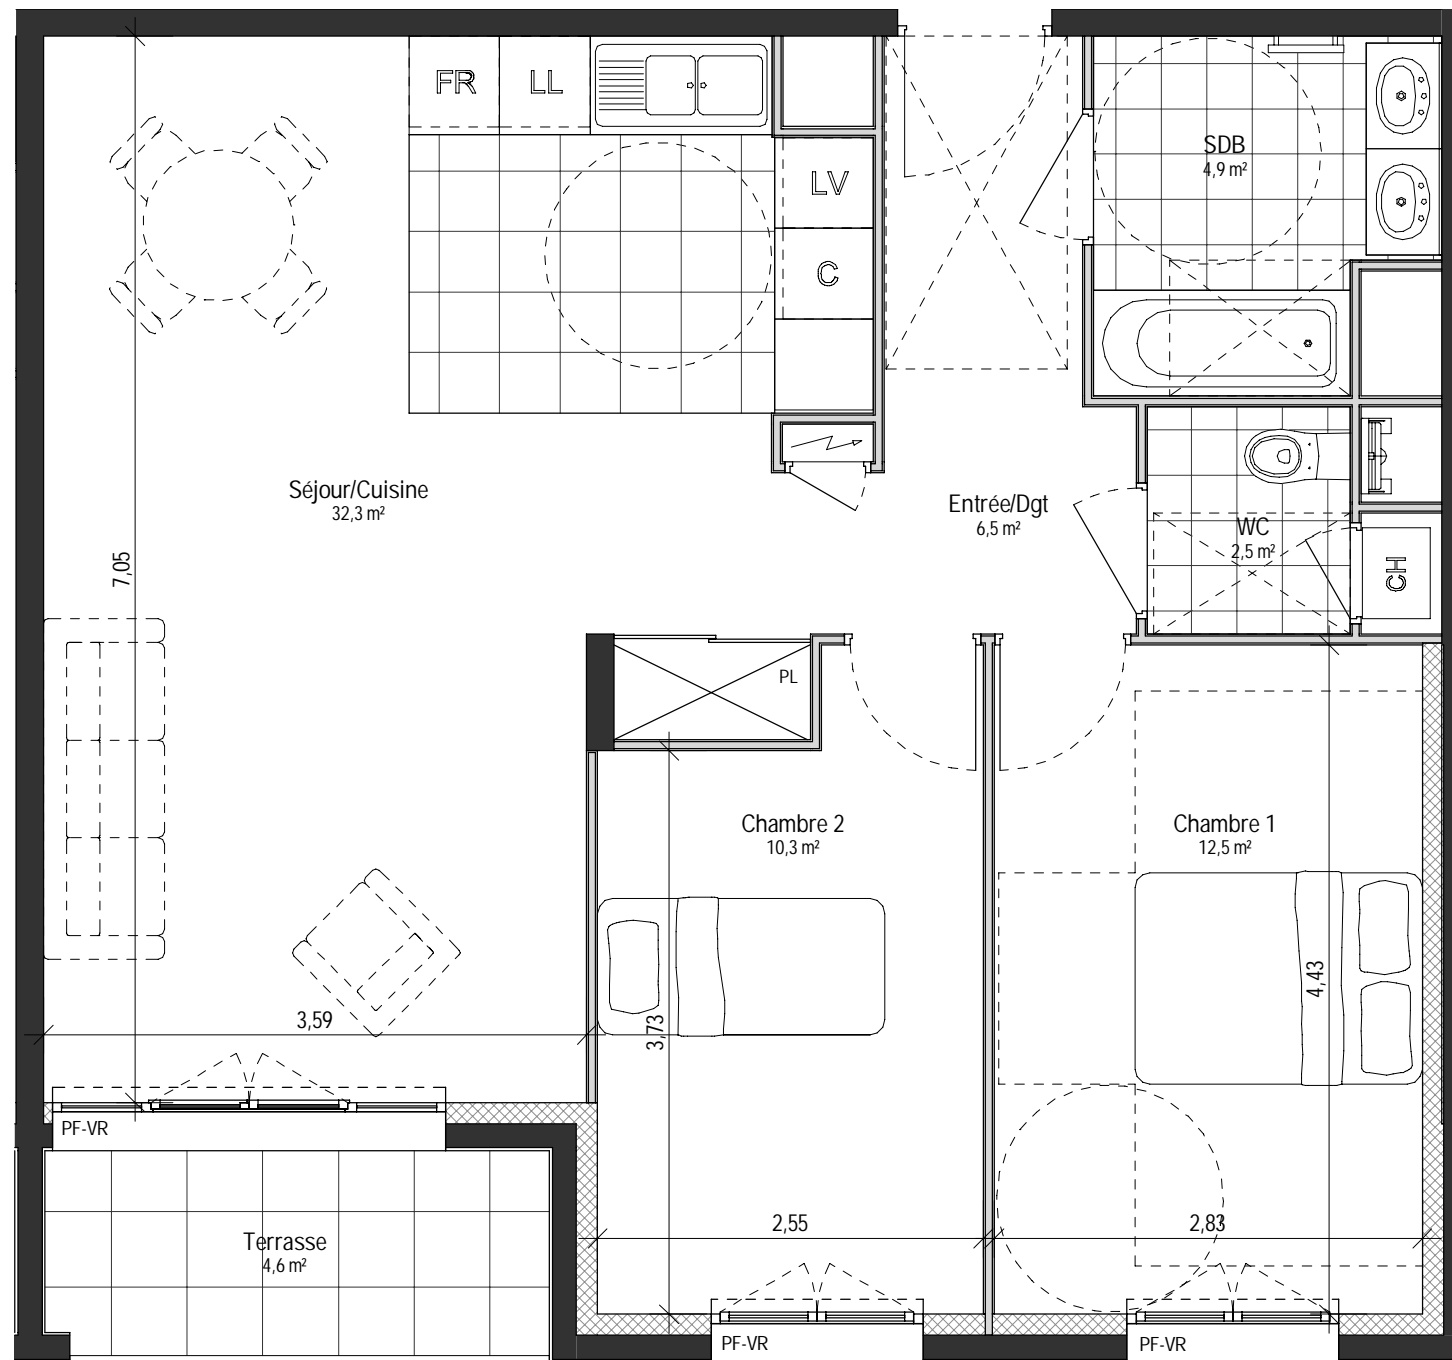 FR
LL
LV
C
SDB
4,9 m²
Séjour/Cuisine
32,3 m²
Entrée/Dgt
6,5 m²
WC
2,5 m²
CH
7,05
PL
Chambre 2
10,3 m²
Chambre 1
12,5 m²
3,59
3,73
4,43
PF-VR
2,55
2,83
Terrasse
4,6 m²
PF-VR
PF-VR